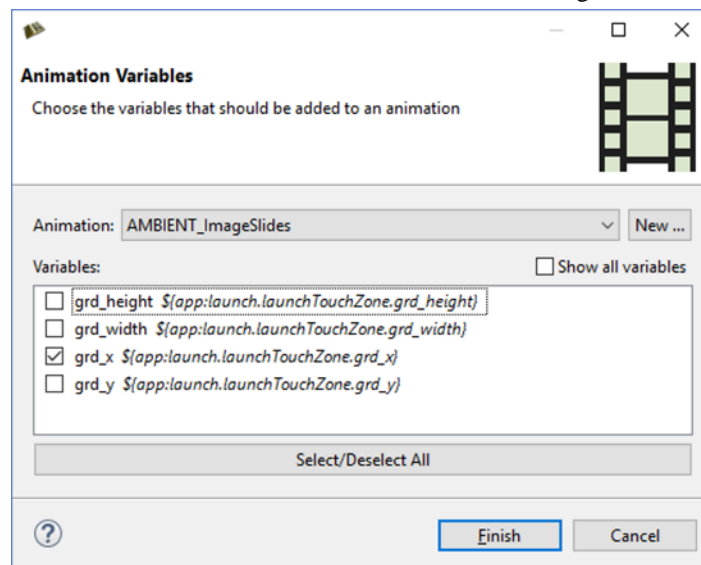 Animation Variables
Choose the variables that should be added to an animation
Animation: AMBIENT_ImageSlides New ...
Variables: Show all variables
grd_height ${app:launch.launchTouchZone.grd_height}
grd_width ${app:launch.launchTouchZone.grd_width}
grd_x ${app:launch.launchTouchZone.grd_x}
grd_y ${app:launch.launchTouchZone.grd_y}
Select/Deselect All
? Finish Cancel